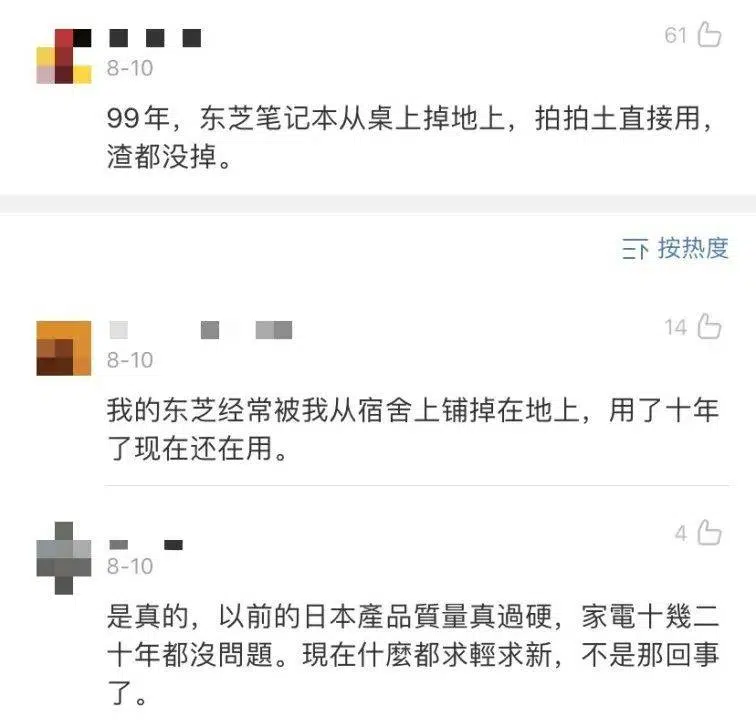 61
8-10
99年，东芝笔记本从桌上掉地上，拍拍土直接用，
渣都没掉。
按热度
14
8-10
我的东芝经常被我从宿舍上铺掉在地上，用了十年
了现在还在用。
4
8-10
是真的，以前的日本產品質量真過硬，家電十幾二
十年都沒問題。現在什麼都求輕求新，不是那回事
了。